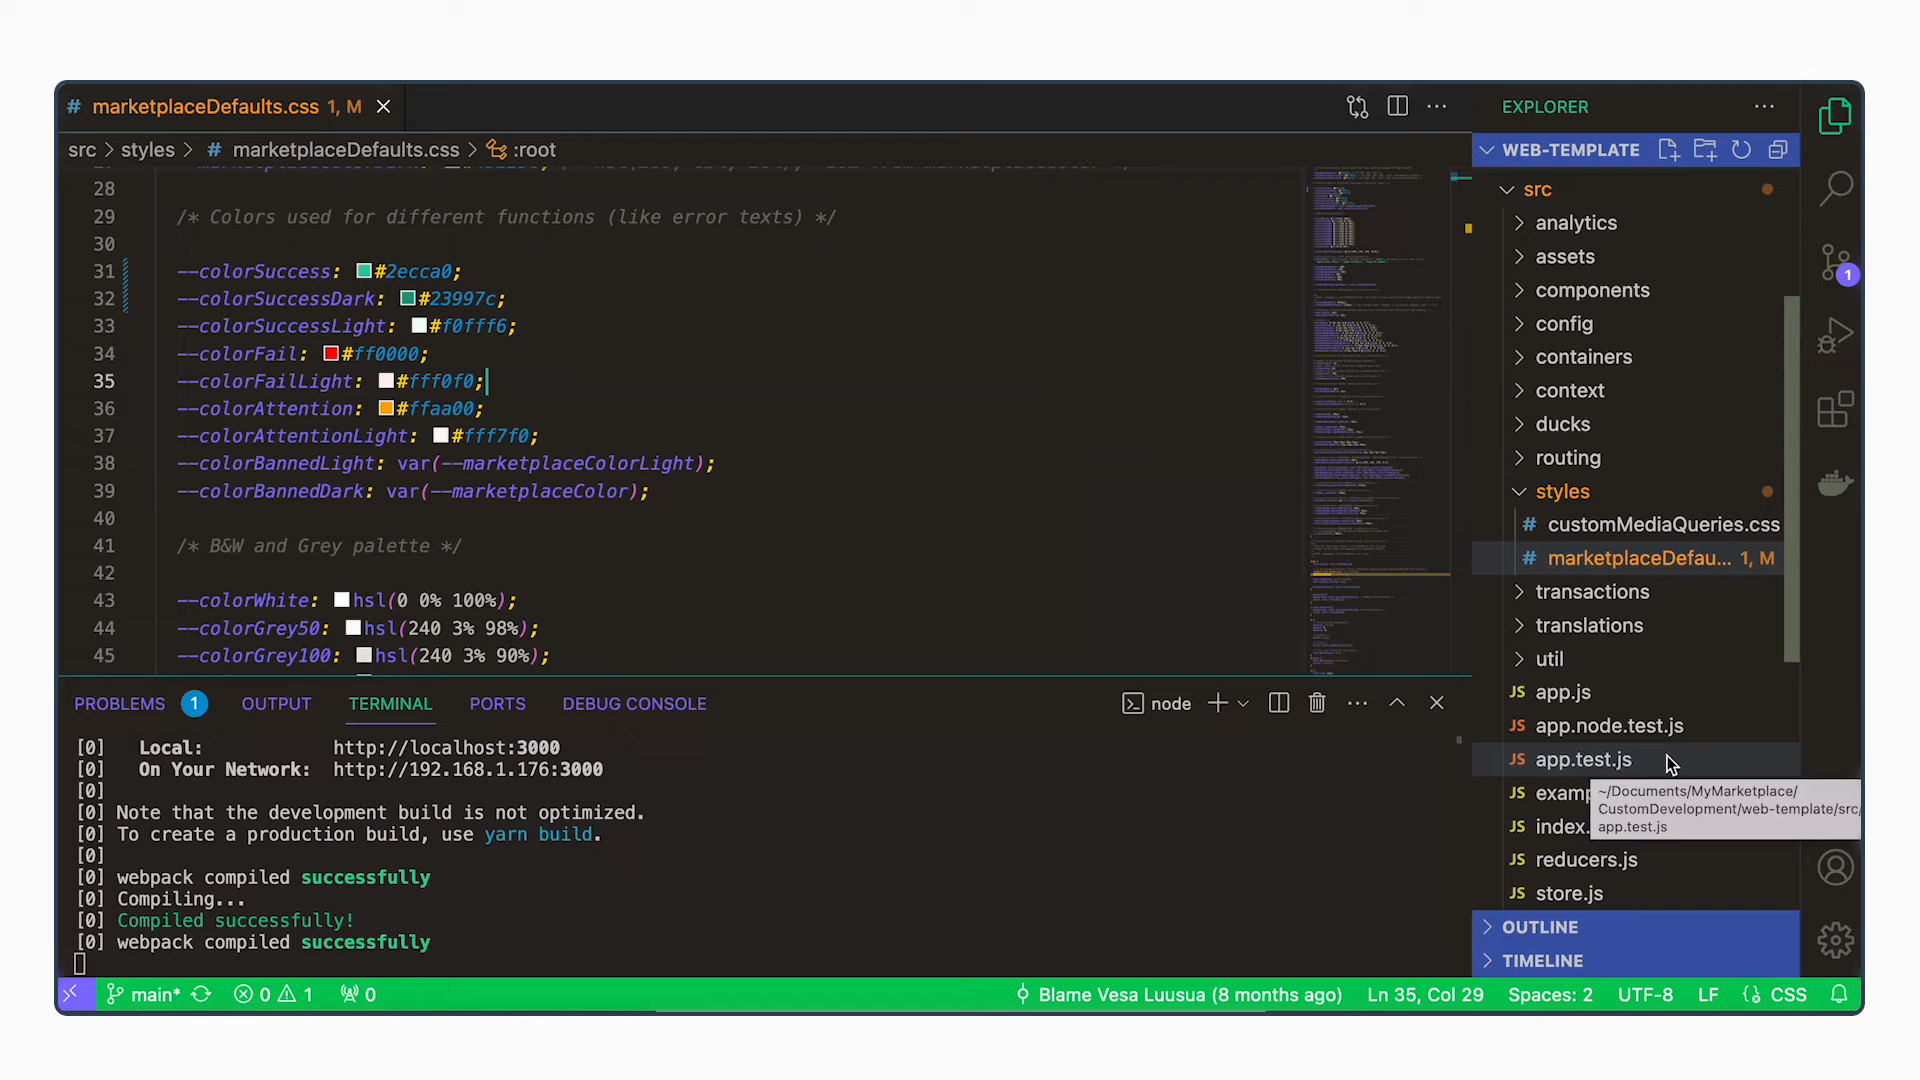 # marketplaceDefaults.css 1, M
src > styles > # marketplaceDefaults.css > :root
28
29 /* Colors used for different functions (like error texts) */
30
31 --colorSuccess: #2ecca0;
32 --colorSuccessDark: #23997c;
33 --colorSuccessLight: #f0fff6;
34 --colorFail: #ff0000;
35 --colorFailLight: #fff0f0;
36 --colorAttention: #ffaa00;
37 --colorAttentionLight: #fff7f0;
38 --colorBannedLight: var(--marketplaceColorLight);
39 --colorBannedDark: var(--marketplaceColor);
40
41 /* B&W and Grey palette */
42
43 --colorWhite: hsl(0 0% 100%);
44 --colorGrey50: hsl(240 3% 98%);
45 --colorGrey100: hsl(240 3% 90%);
PROBLEMS 1 OUTPUT TERMINAL PORTS DEBUG CONSOLE
node
[0] Local: http://localhost:3000
[0] On Your Network: http://192.168.1.176:3000
[0]
[0] Note that the development build is not optimized.
[0] To create a production build, use yarn build.
[0]
[0] webpack compiled successfully
[0] Compiling...
[0] Compiled successfully!
[0] webpack compiled successfully
EXPLORER
WEB-TEMPLATE
src
analytics
assets
components
config
containers
context
ducks
routing
styles
# customMediaQueries.css
# marketplaceDefau... 1, M
transactions
translations
util
JS app.js
JS app.node.test.js
JS app.test.js
JS examp
JS index.
~/Documents/MyMarketplace/
CustomDevelopment/web-template/src/
app.test.js
JS reducers.js
JS store.js
OUTLINE
TIMELINE
1
main* 0 1 0
Blame Vesa Luusua (8 months ago) Ln 35, Col 29 Spaces: 2 UTF-8 LF CSS